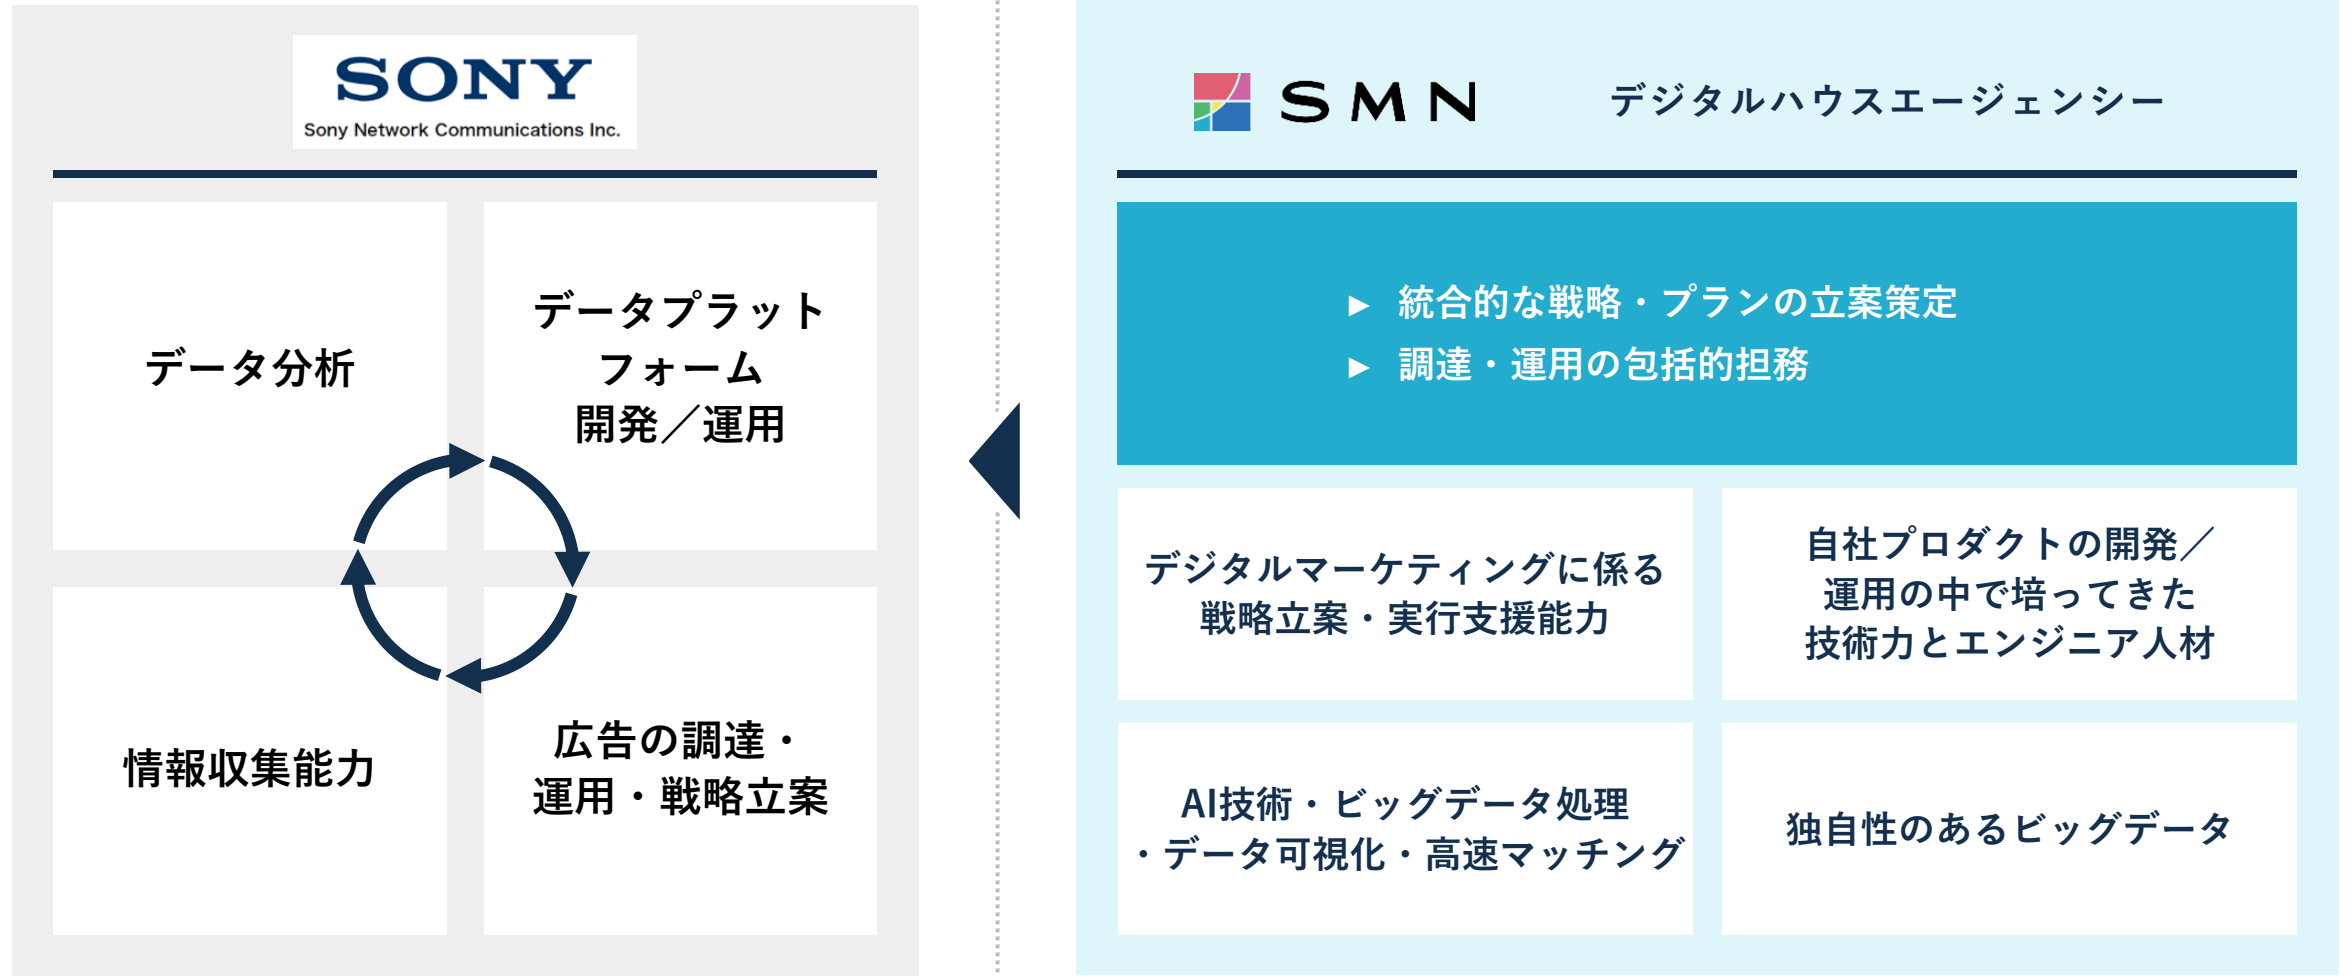 SONY
Sony Network Communications Inc.
データ分析
データプラット
フォーム
開発／運用
情報収集能力
広告の調達・
運用・戦略立案
SMN
デジタルハウスエージェンシー
► 統合的な戦略・プランの立案策定
► 調達・運用の包括的担務
デジタルマーケティングに係る
戦略立案・実行支援能力
自社プロダクトの開発／
運用の中で培ってきた
技術力とエンジニア人材
AI技術・ビッグデータ処理
・データ可視化・高速マッチング
独自性のあるビッグデータ